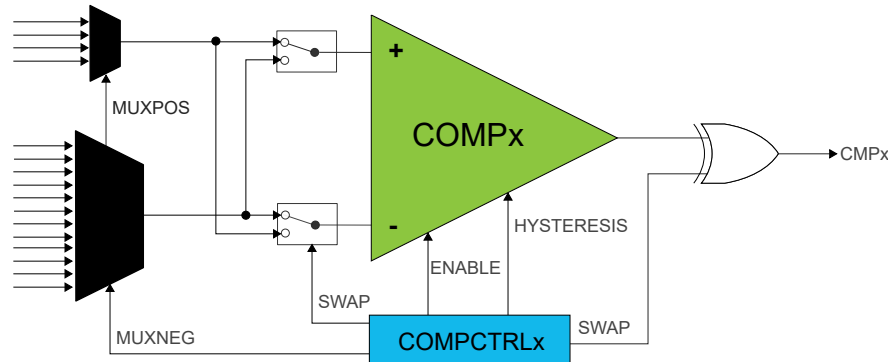 +
MUXPOS
COMPx
CMPx
-
HYSTERESIS
ENABLE
SWAP
SWAP
MUXNEG
COMPCTRLx